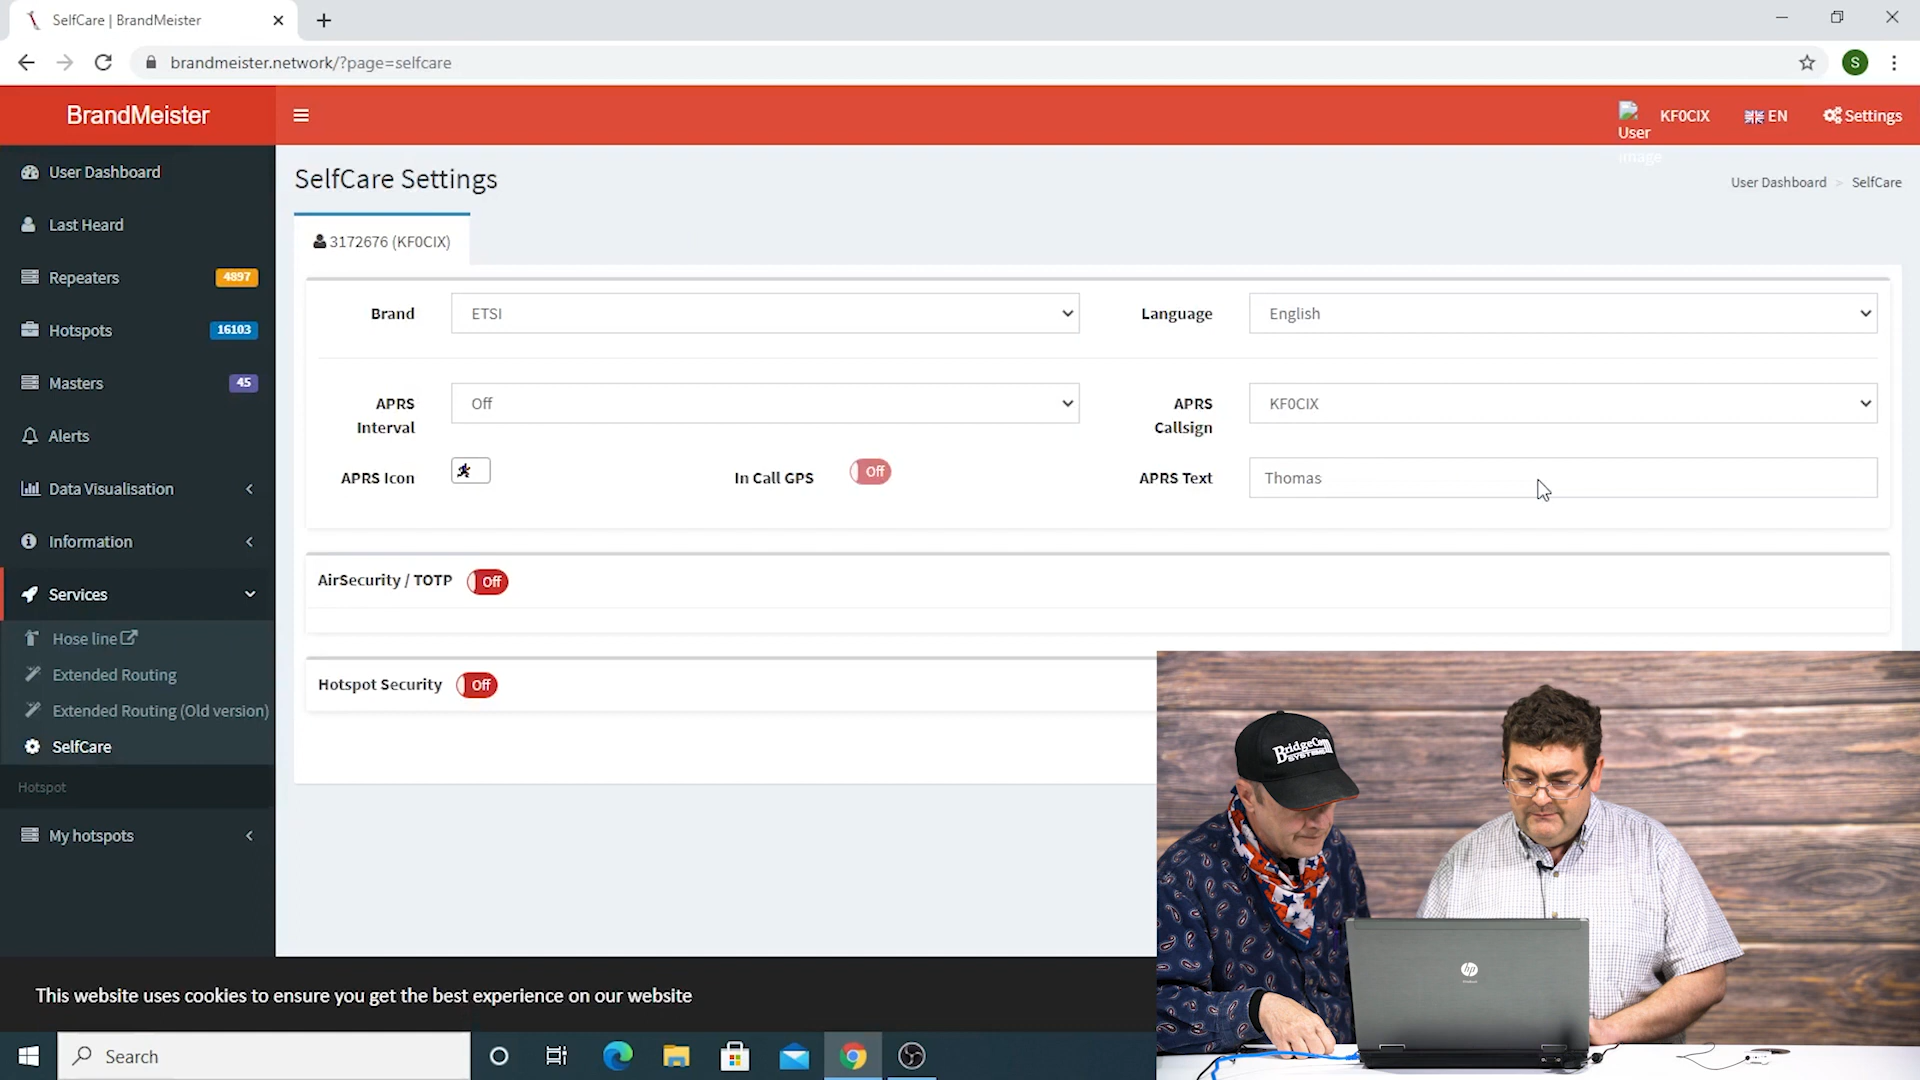 SelfCare | BrandMeister
brandmeister.network/?page=selfcare
S
BrandMeister
User Image
KF0CIX
EN
Settings
User Dashboard
Last Heard
Repeaters 4897
Hotspots 16103
Masters 45
Alerts
Data Visualisation
Information
Services
Hose line
Extended Routing
Extended Routing (Old version)
SelfCare
Hotspot
My hotspots
SelfCare Settings
User Dashboard > SelfCare
3172676 (KF0CIX)
Brand ETSI
Language English
APRS Interval Off
APRS Callsign KF0CIX
APRS Icon
In Call GPS Off
APRS Text Thomas
AirSecurity / TOTP Off
Hotspot Security Off
BridgeCom
SYSTEMS
hp
This website uses cookies to ensure you get the best experience on our website
Search